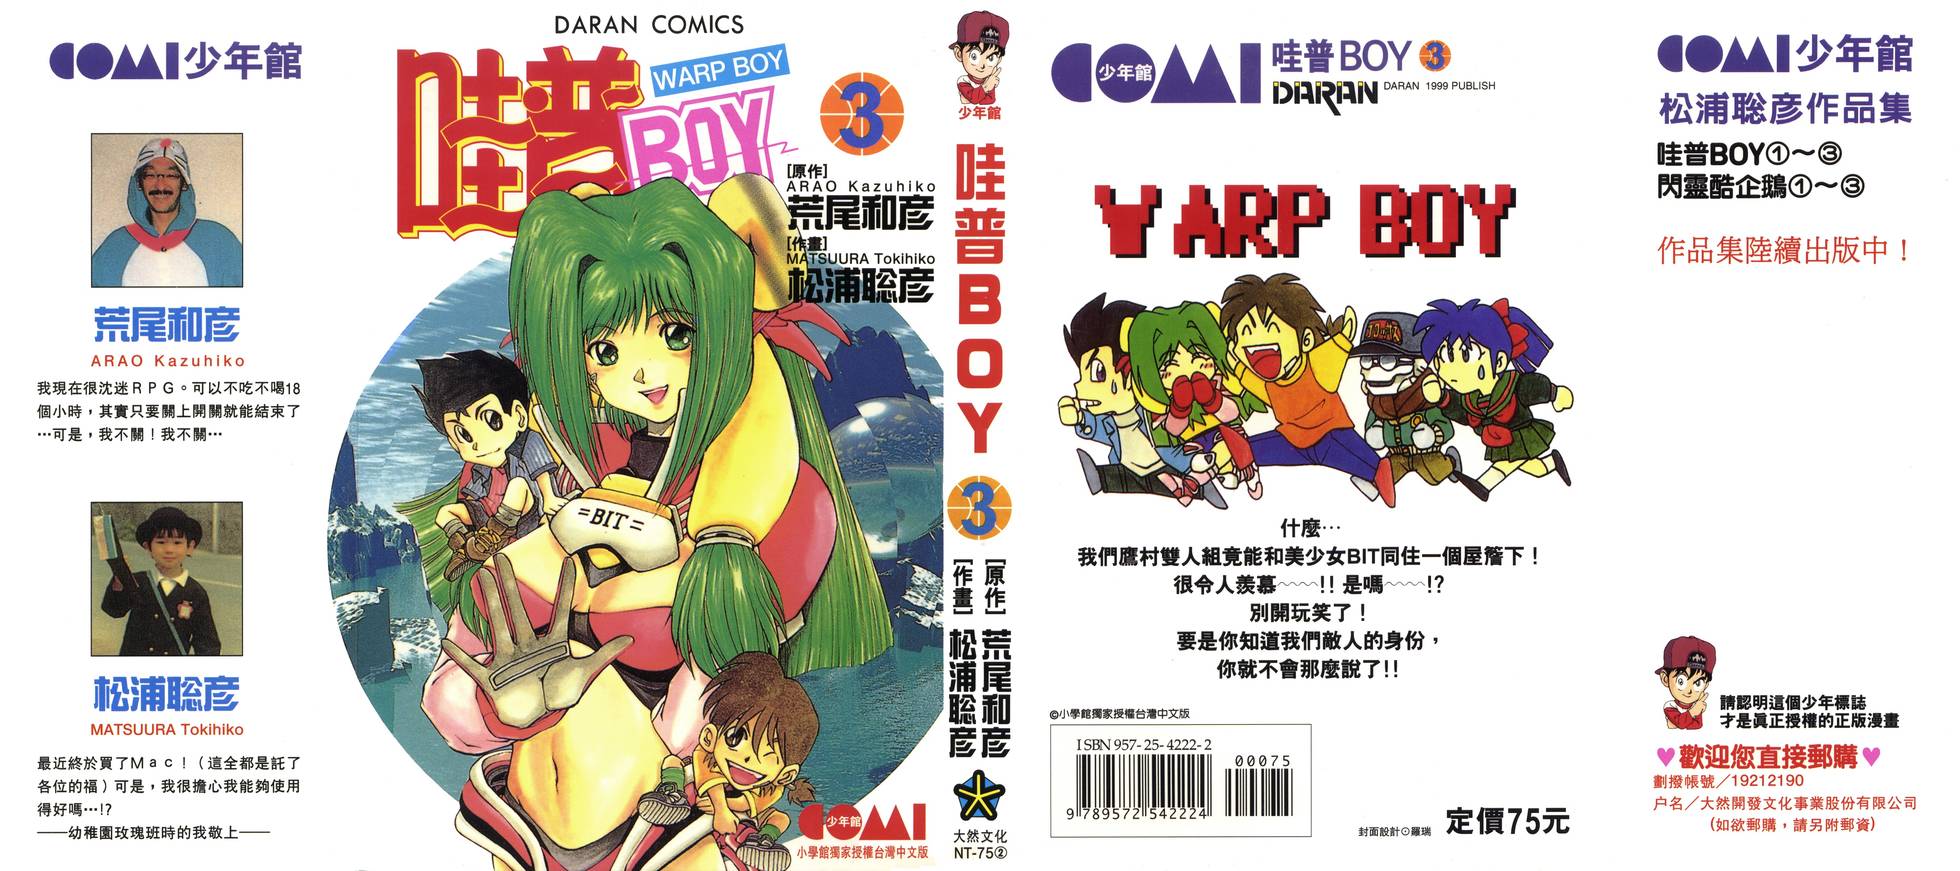 COMI少年館
荒尾和彦
ARAO Kazuhiko
我現在很沈迷ＲＰＧ。可以不吃不喝18
個小時，其實只要關上開關就能結束了
…可是，我不關！我不關…
松浦聡彦
MATSUURA Tokihiko
最近終於買了Ｍａｃ！（這全都是託了
各位的福）可是，我很擔心我能夠使用
得好嗎…!?
——幼稚園玫瑰班時的我敬上——
DARAN COMICS
哇普
WARP BOY
BOY
3
[原作]
ARAO Kazuhiko
荒尾和彦
[作畫]
MATSUURA Tokihiko
松浦聡彦
=BIT=
COMI
少年館
小學館獨家授權台灣中文版
少年館
哇普BOY
3
[原作]荒尾和彦
[作畫]松浦聡彦
大然文化
NT-75②
COMI
少年館
哇普BOY 3
DARAN
DARAN 1999 PUBLISH
WARP BOY
什麼…
我們鷹村雙人組竟能和美少女BIT同住一個屋簷下！
很令人羨慕~~~!! 是嗎~~~!?
別開玩笑了！
要是你知道我們敵人的身份，
你就不會那麼說了!!
©小學館獨家授權台灣中文版
ISBN 957-25-4222-2
00075
9 789572 542224
封面設計⊙羅瑞
定價75元
COMI少年館
松浦聡彦作品集
哇普BOY①～③
閃靈酷企鵝①～③
作品集陸續出版中！
請認明這個少年標誌
才是眞正授權的正版漫畫
♥歡迎您直接郵購♥
劃撥帳號／19212190
户名／大然開發文化事業股份有限公司
(如欲郵購，請另附郵資)